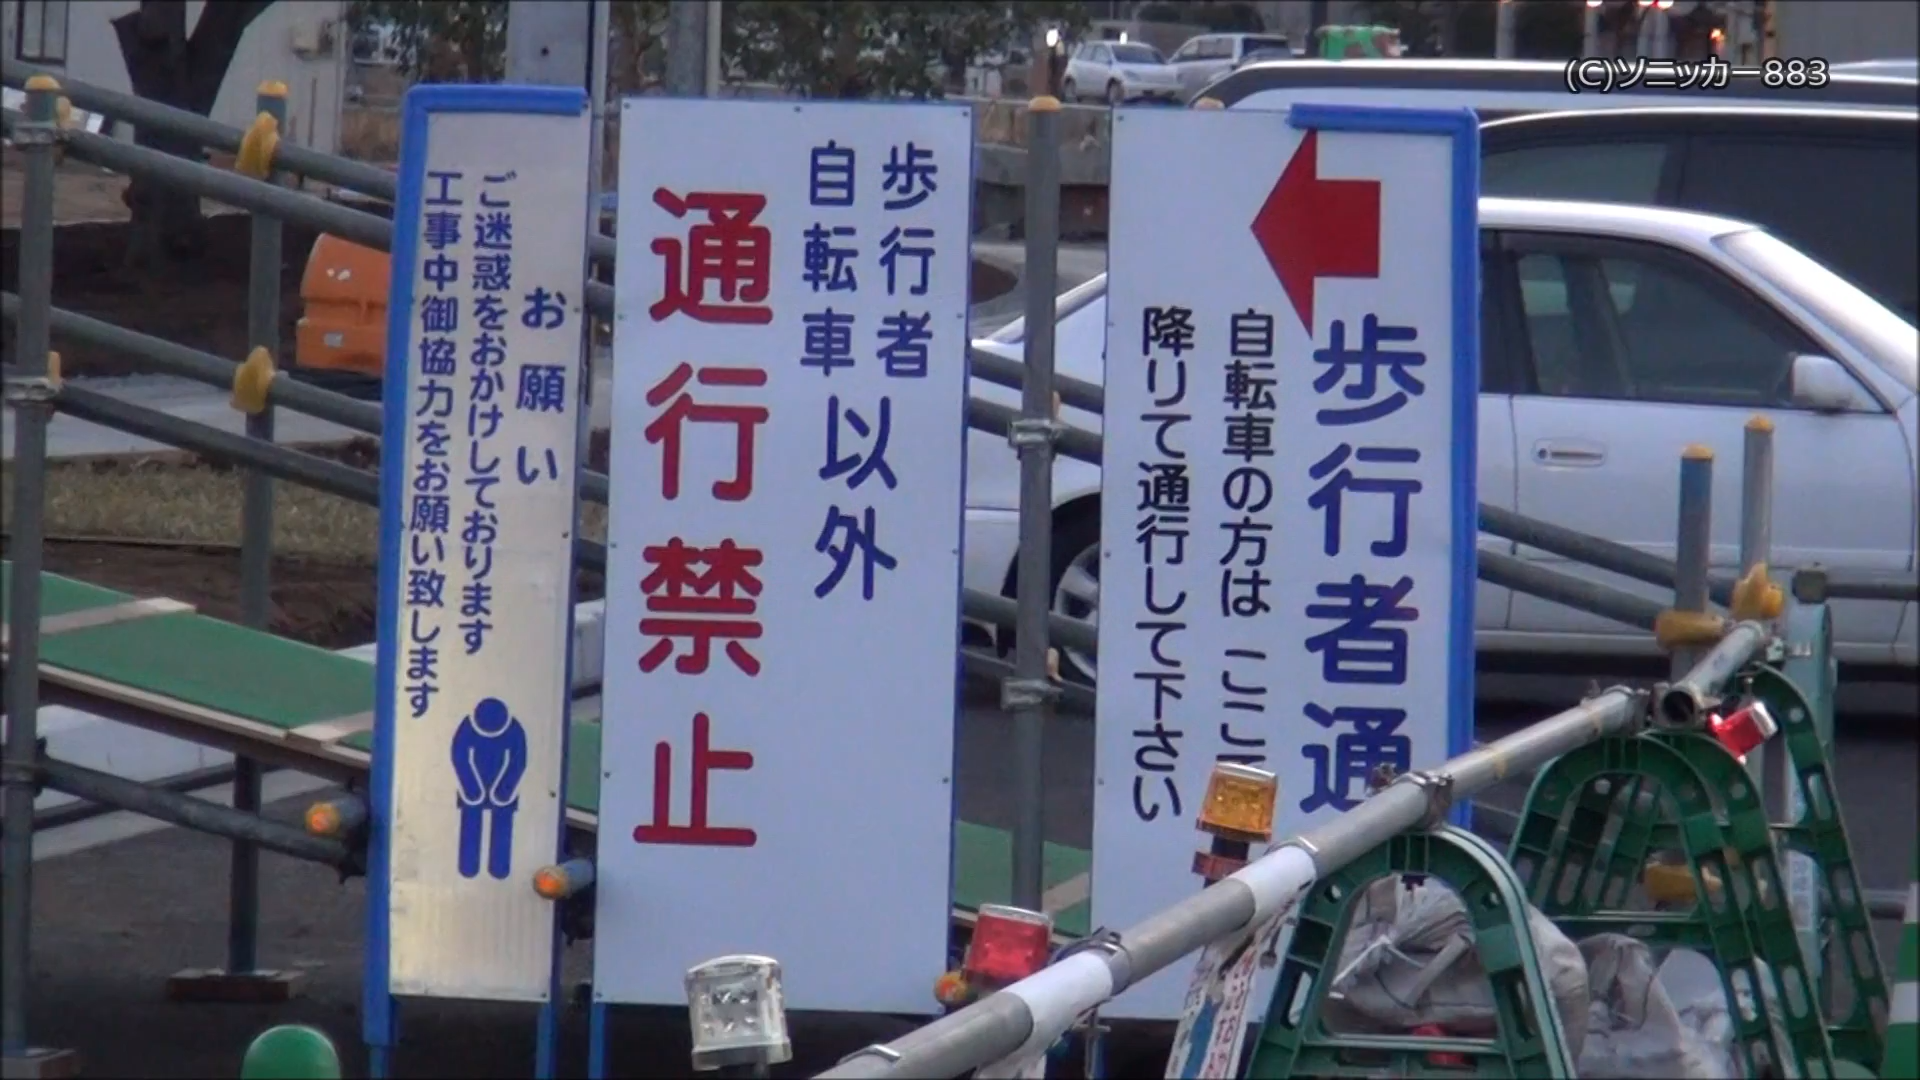 (C)ソニッカー883
歩行者通
自転車の方は ここ
降りて通行して下さい
歩行者
自転車
以外
通行禁止
お願い
ご迷惑をおかけしております
工事中御協力をお願い致します